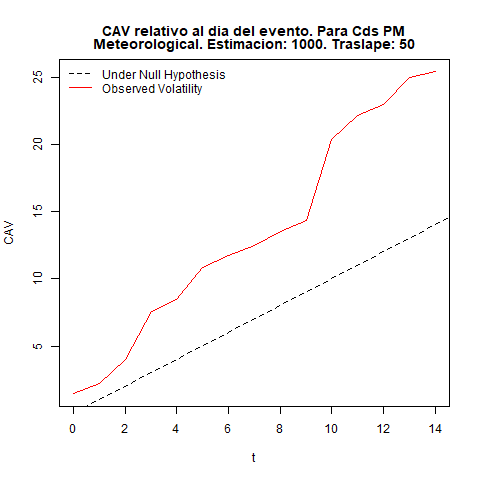 CAV relativo al dia del evento. Para Cds PM
Meteorological. Estimacion: 1000. Traslape: 50
Under Null Hypothesis
Observed Volatility
CAV
25
20
15
10
5
0 2 4 6 8 10 12 14
t